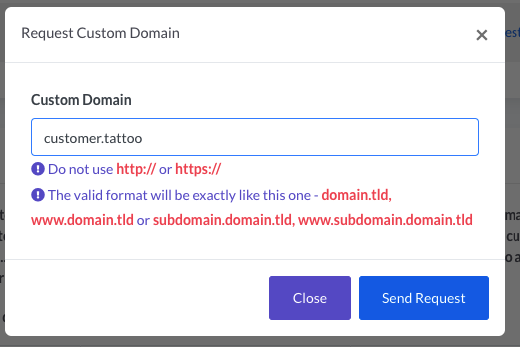 Request Custom Domain
×
est
Custom Domain
customer.tattoo
Do not use http:// or https://
The valid format will be exactly like this one - domain.tld,
www.domain.tld or subdomain.domain.tld, www.subdomain.domain.tld
Close
Send Request